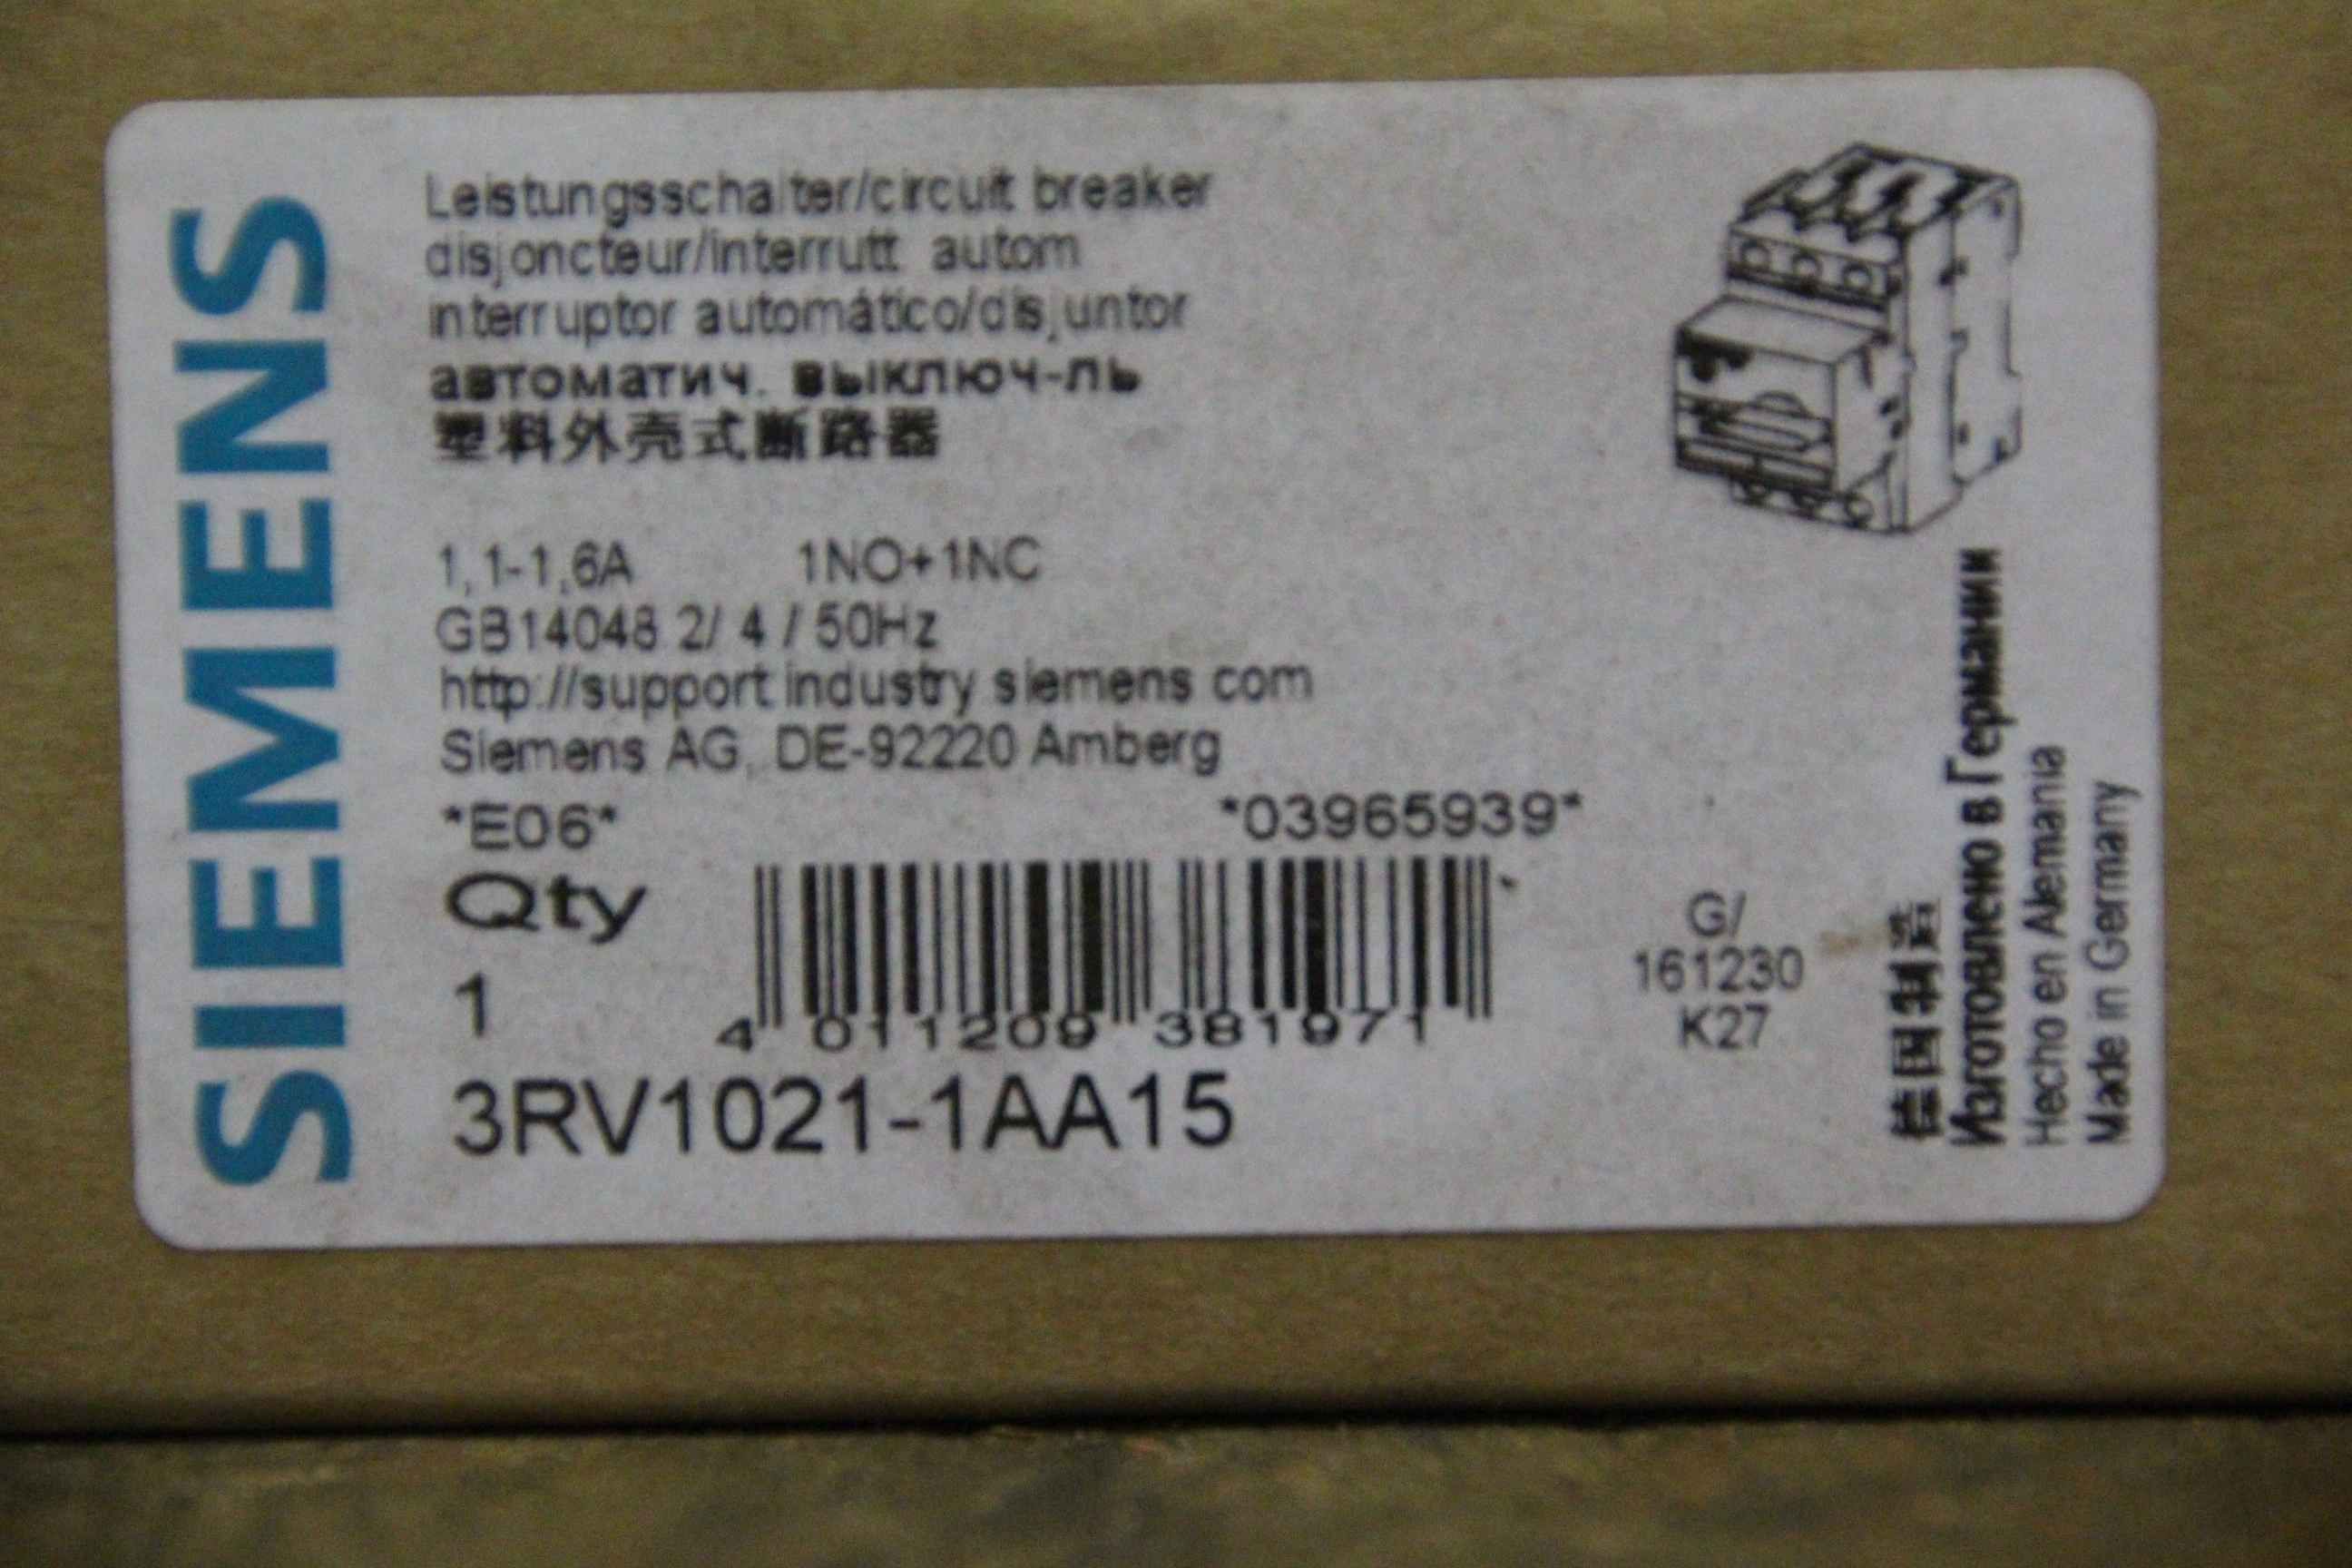 SIEMENS
Leistungsschalter/circuit breaker
disjoncteur/interrutt. autom
interruptor automático/disjuntor
автоматич. выключ-ль
塑料外壳式断路器
1,1-1,6A 1NO+1NC
GB14048.2/ 4 / 50Hz
http://support.industry.siemens.com
Siemens AG, DE-92220 Amberg
*E06* *03965939*
Qty
1
4 011209 381971
3RV1021-1AA15
G/
161230
K27
德国制造
Изготовлено в Германии
Hecho en Alemania
Made in Germany